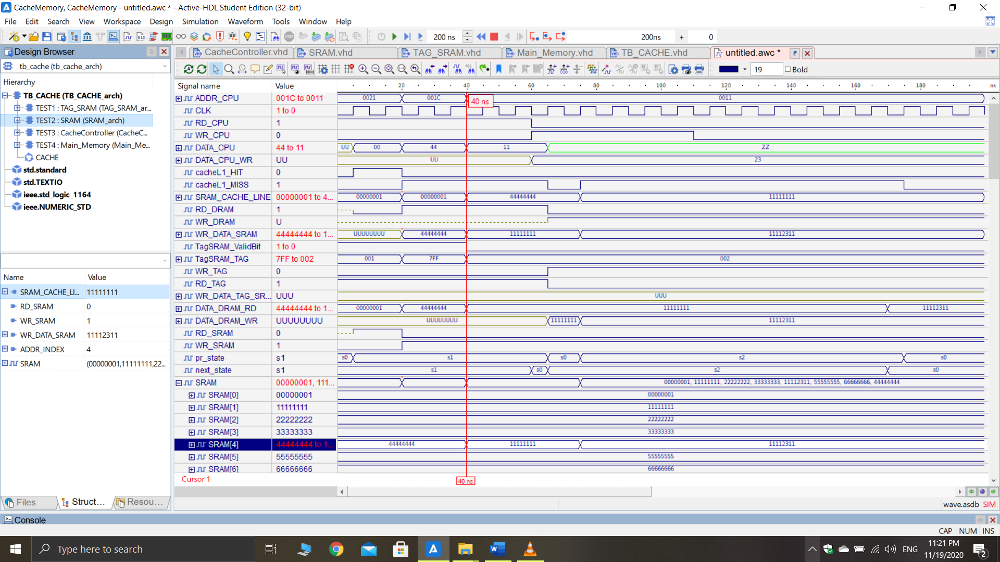 CacheMemory, CacheMemory - untitled.awc * - Active-HDL Student Edition (32-bit)
File Edit Search View Workspace Design Simulation Waveform Tools Window Help
200 ns 200ns + 0
Design Browser
CacheController.vhd SRAM.vhd TAG_SRAM.vhd Main_Memory.vhd TB_CACHE.vhd untitled.awc *
tb_cache (tb_cache_arch)
19 Bold
Hierarchy
TB_CACHE (TB_CACHE_arch)
TEST1 : TAG_SRAM (TAG_SRAM_ar...
TEST2 : SRAM (SRAM_arch)
TEST3 : CacheController (CacheC...
TEST4 : Main_Memory (Main_Me...
CACHE
std.standard
std.TEXTIO
ieee.std_logic_1164
ieee.NUMERIC_STD
Name Value
SRAM_CACHE_LI... 11111111
RD_SRAM 0
WR_SRAM 1
WR_DATA_SRAM 11112311
ADDR_INDEX 4
SRAM (00000001,11111111,22...
Files Struct... Resou...
Signal name Value 20 40 60 80 100 120 140 160 180 ns
ADDR_CPU 001C to 0011 0021 001C 0011
40 ns
CLK 1 to 0
RD_CPU 1
WR_CPU 0
DATA_CPU 44 to 11 UU 00 44 11 ZZ
DATA_CPU_WR UU UU 23
cacheL1_HIT 0
cacheL1_MISS 1
SRAM_CACHE_LINE 00000001 to 4... 00000001 00000001 44444444 11111111
RD_DRAM 1
WR_DRAM U
WR_DATA_SRAM 44444444 to 1... UUUUUUUU 44444444 11111111 11112311
TagSRAM_ValidBit 1 to 0
TagSRAM_TAG 7FF to 002 001 7FF 002
WR_TAG 0
RD_TAG 1
WR_DATA_TAG_SR... UUU UUU
DATA_DRAM_RD 44444444 to 1... 00000001 44444444 11111111 11112311
DATA_DRAM_WR UUUUUUUU UUUUUUUU 11111111 11112311
RD_SRAM 0
WR_SRAM 1
pr_state s1 s0 s1 s0 s2 s0
next_state s1 s1 s0 s2 s0
SRAM 00000001, 111... 00000001, 11111111, 22222222, 33333333, 11112311, 55555555, 66666666, 44444444
SRAM[0] 00000001 00000001
SRAM[1] 11111111 11111111
SRAM[2] 22222222 22222222
SRAM[3] 33333333 33333333
SRAM[4] 44444444 to 1... 44444444 11111111 11112311
SRAM[5] 55555555 55555555
SRAM[6] 66666666 66666666
Cursor 1 40 ns
wave.asdb SIM
Console
CAP NUM INS
Type here to search
ENG
11:21 PM
11/19/2020
2